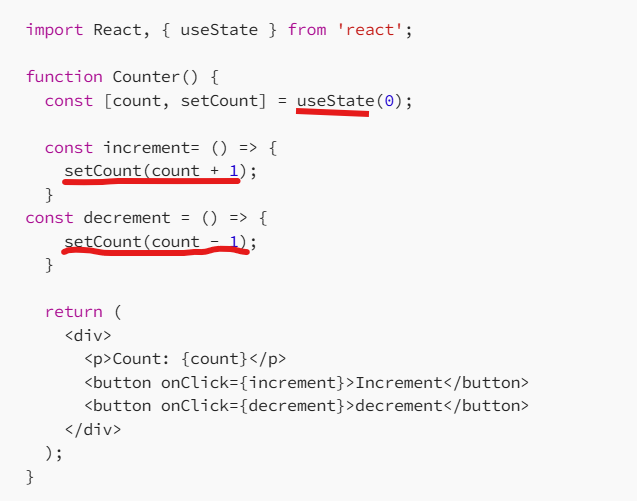 import React, { useState } from 'react';
function Counter() {
const [count, setCount] = useState(0);
const increment= () => {
setCount(count + 1);
}
const decrement = () => {
setCount(count - 1);
}
return (
<div>
<p>Count: {count}</p>
<button onClick={increment}>Increment</button>
<button onClick={decrement}>decrement</button>
</div>
);
}